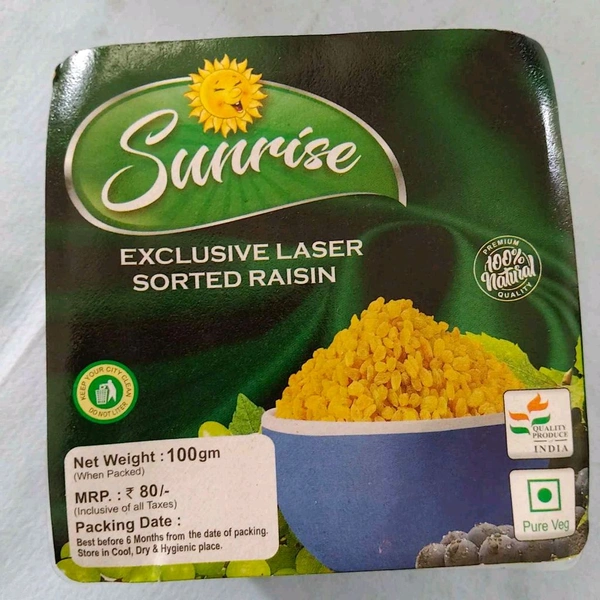 Sunrise
EXCLUSIVE LASER
SORTED RAISIN
PREMIUM
100%
Natural
QUALITY
KEEP YOUR CITY CLEAN
DO NOT LITTER
Net Weight : 100gm
(When Packed)
MRP. : ₹ 80/-
(Inclusive of all Taxes)
Packing Date :
Best before 6 Months from the date of packing.
Store in Cool, Dry & Hygienic place.
QUALITY
PRODUCE
of
INDIA
Pure Veg